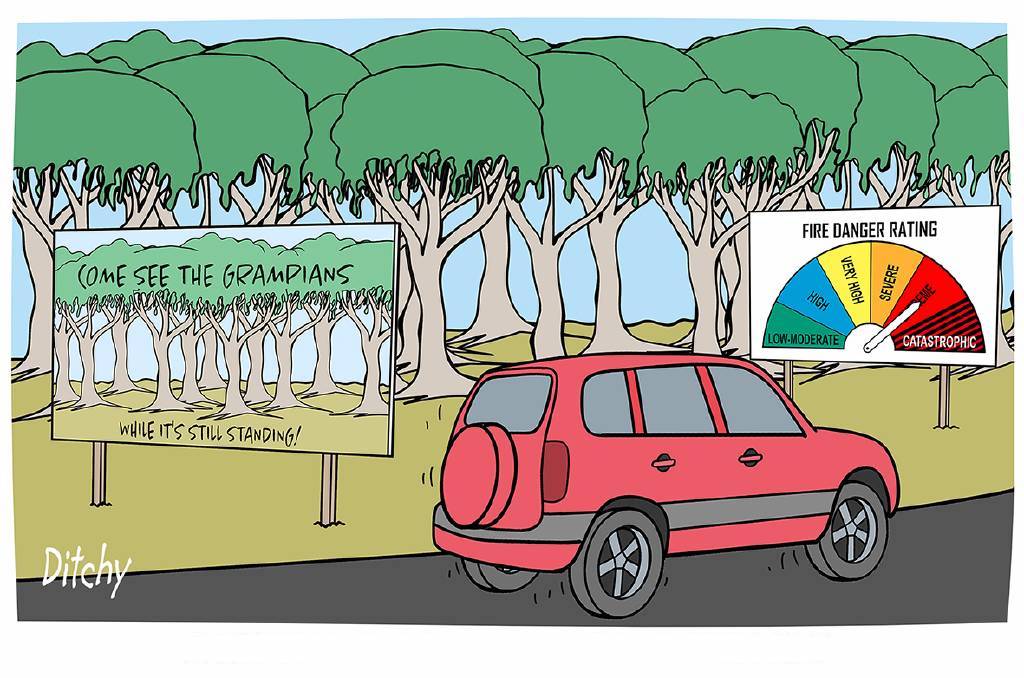 COME SEE THE GRAMPIANS
WHILE IT'S STILL STANDING!
FIRE DANGER RATING
LOW-MODERATE
HIGH
VERY HIGH
SEVERE
EME
CATASTROPHIC
Ditchy